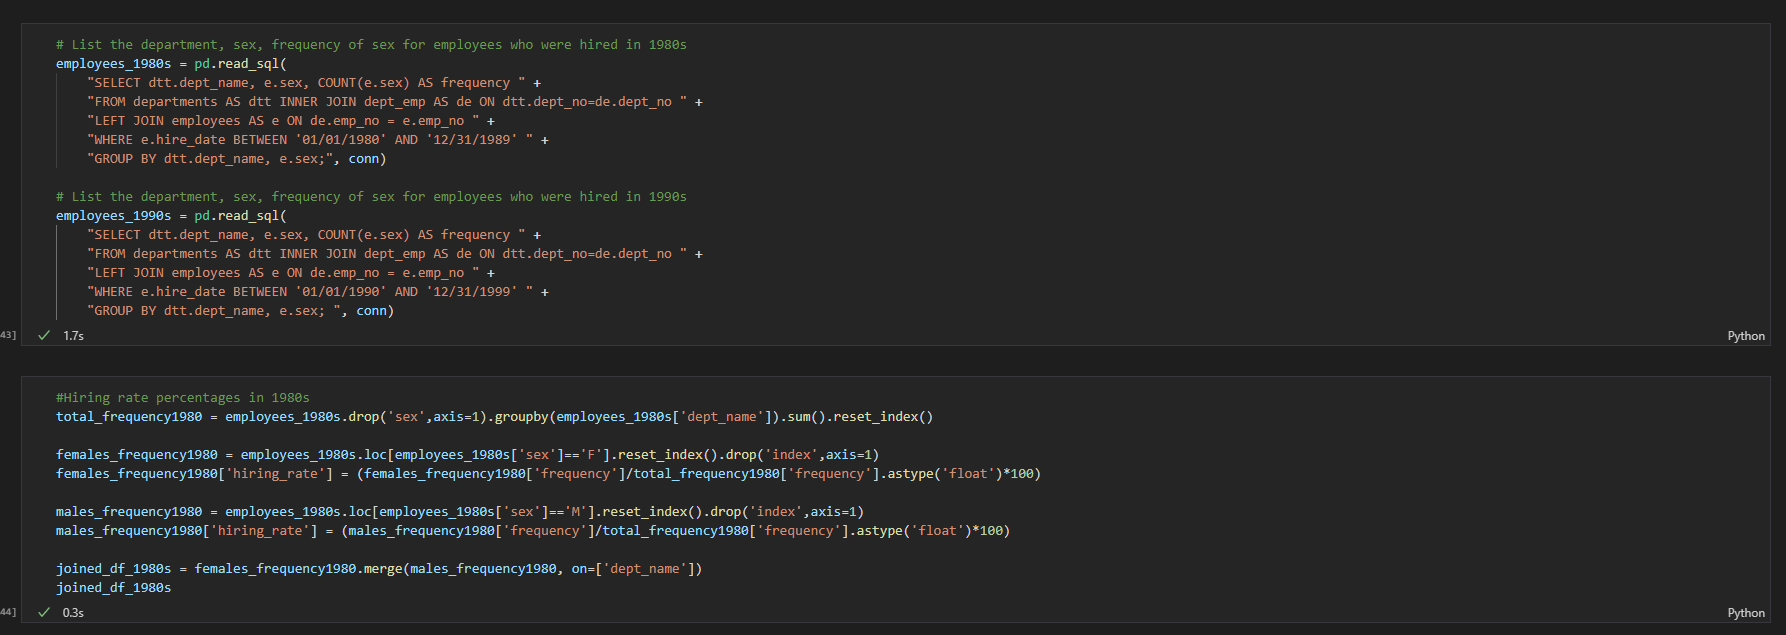 # List the department, sex, frequency of sex for employees who were hired in 1980s
employees_1980s = pd.read_sql(
"SELECT dtt.dept_name, e.sex, COUNT(e.sex) AS frequency " +
"FROM departments AS dtt INNER JOIN dept_emp AS de ON dtt.dept_no=de.dept_no " +
"LEFT JOIN employees AS e ON de.emp_no = e.emp_no " +
"WHERE e.hire_date BETWEEN '01/01/1980' AND '12/31/1989' " +
"GROUP BY dtt.dept_name, e.sex;", conn)
# List the department, sex, frequency of sex for employees who were hired in 1990s
employees_1990s = pd.read_sql(
"SELECT dtt.dept_name, e.sex, COUNT(e.sex) AS frequency " +
"FROM departments AS dtt INNER JOIN dept_emp AS de ON dtt.dept_no=de.dept_no " +
"LEFT JOIN employees AS e ON de.emp_no = e.emp_no " +
"WHERE e.hire_date BETWEEN '01/01/1990' AND '12/31/1999' " +
"GROUP BY dtt.dept_name, e.sex; ", conn)
43] ✓ 1.7s Python
#Hiring rate percentages in 1980s
total_frequency1980 = employees_1980s.drop('sex',axis=1).groupby(employees_1980s['dept_name']).sum().reset_index()
females_frequency1980 = employees_1980s.loc[employees_1980s['sex']=='F'].reset_index().drop('index',axis=1)
females_frequency1980['hiring_rate'] = (females_frequency1980['frequency']/total_frequency1980['frequency'].astype('float')*100)
males_frequency1980 = employees_1980s.loc[employees_1980s['sex']=='M'].reset_index().drop('index',axis=1)
males_frequency1980['hiring_rate'] = (males_frequency1980['frequency']/total_frequency1980['frequency'].astype('float')*100)
joined_df_1980s = females_frequency1980.merge(males_frequency1980, on=['dept_name'])
joined_df_1980s
44] ✓ 0.3s Python